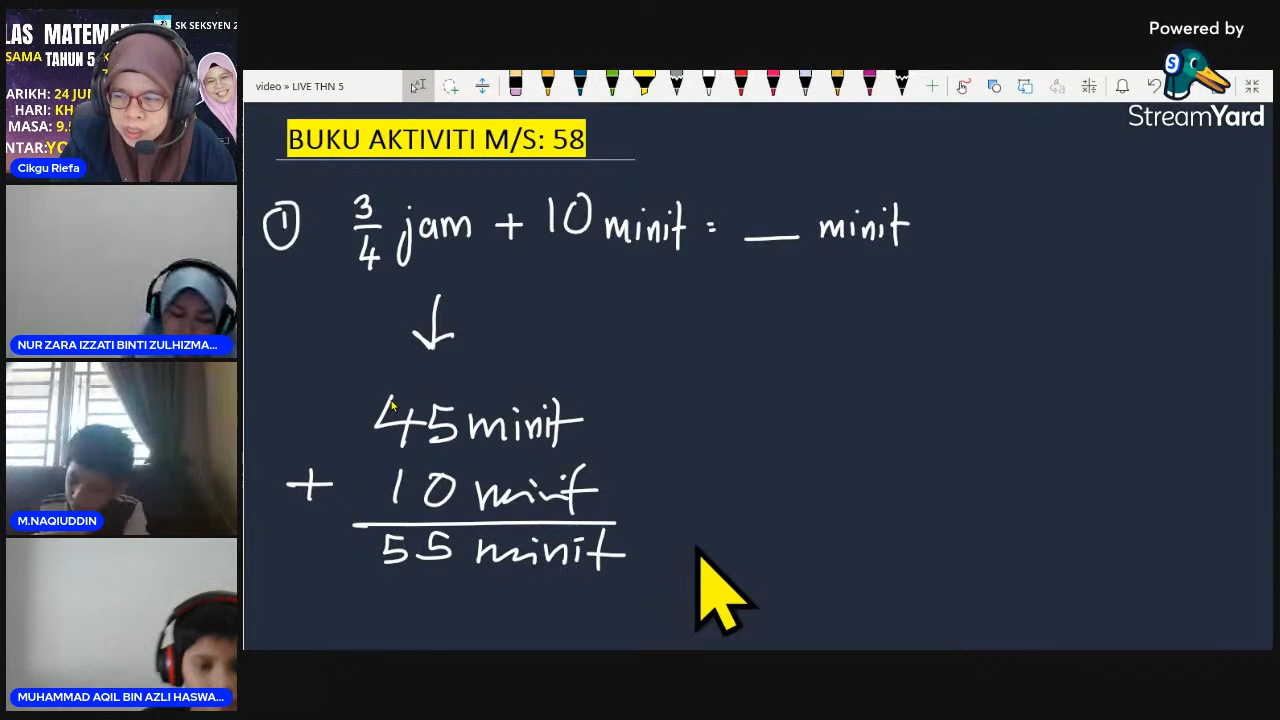 LAS MATEMAT
SK SEKSYEN 2
SAMA TAHUN 5
ARIKH: 24 JUN
HARI: KH
MASA: 9.
NTAR:YO
Cikgu Riefa
NUR ZARA IZZATI BINTI ZULHIZMA...
M.NAQIUDDIN
MUHAMMAD AQIL BIN AZLI HASWA...
Powered by
S
StreamYard
video » LIVE THN 5
BUKU AKTIVITI M/S: 58
① 3/4 jam + 10 minit = __ minit
45 minit
+ 10 minit
55 minit